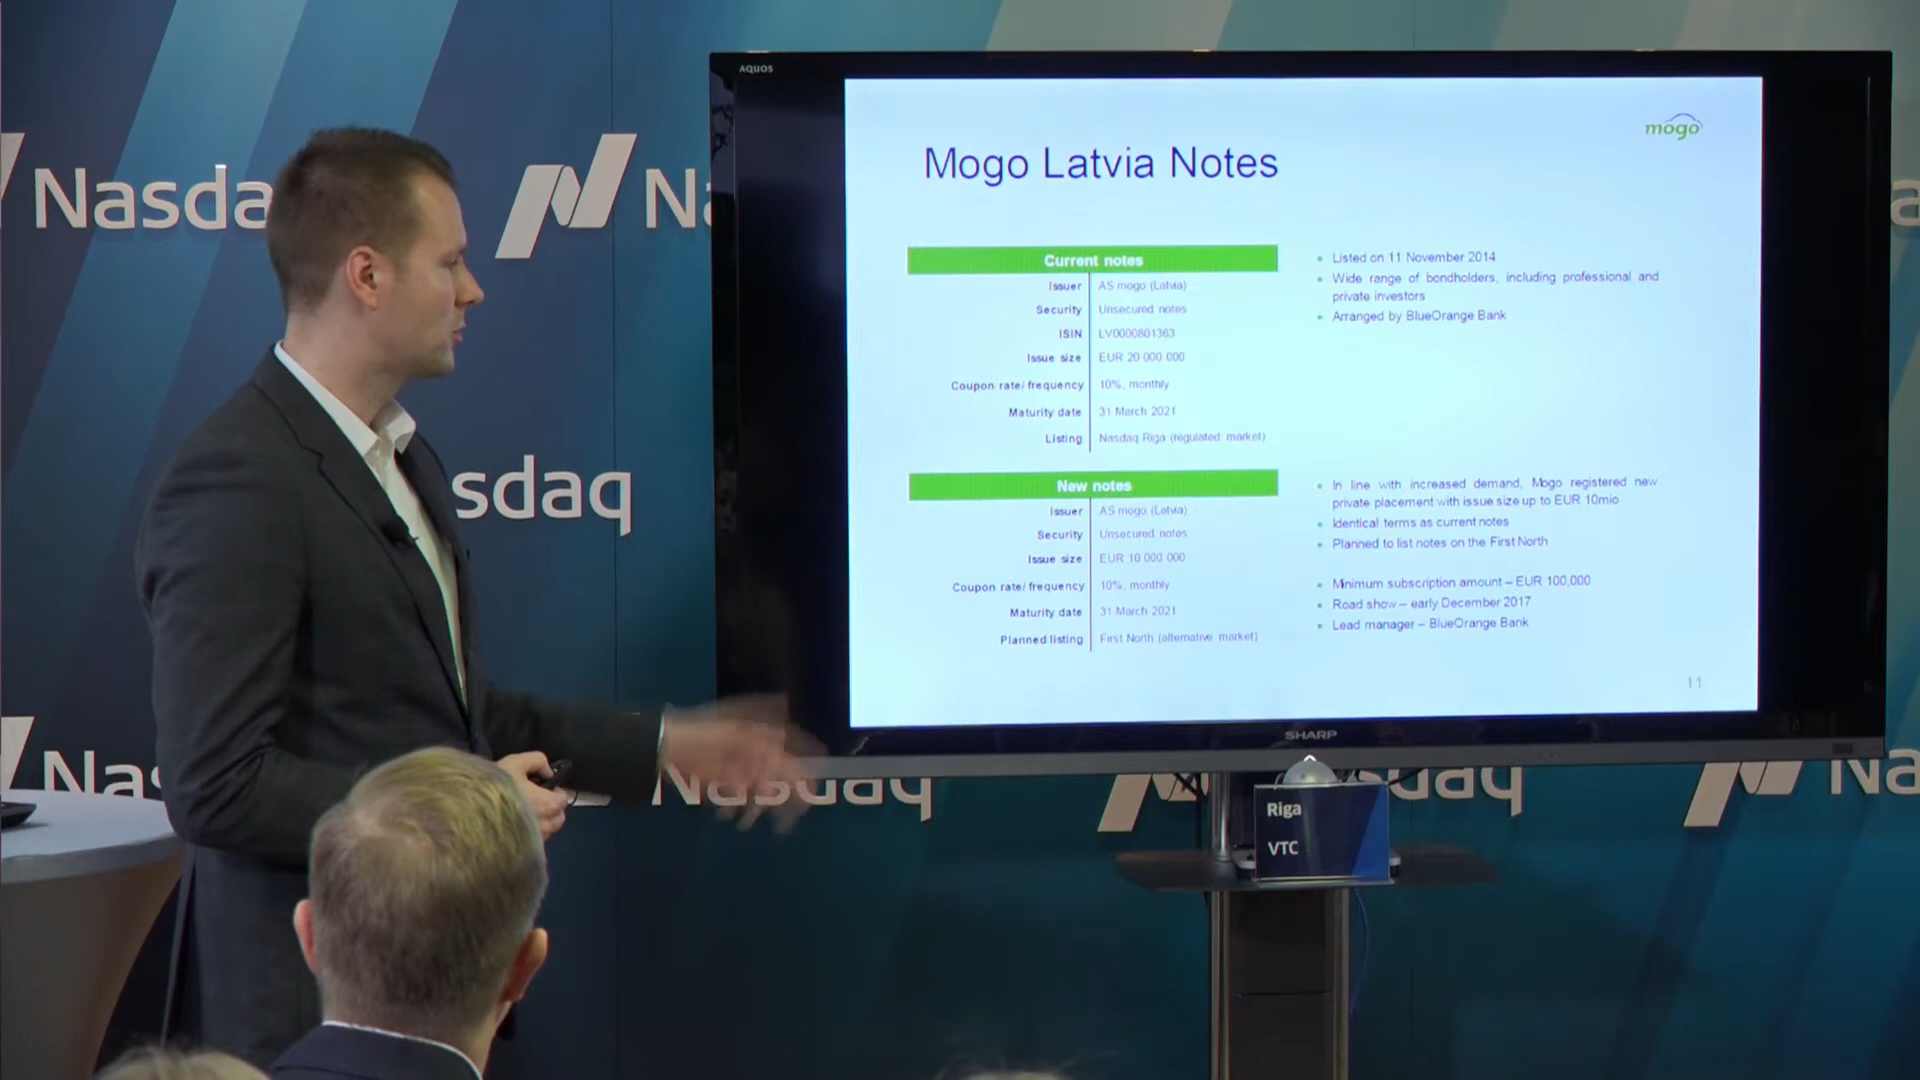 AQUOS
mogo
Mogo Latvia Notes
Current notes
Issuer AS mogo (Latvia)
Security Unsecured notes
ISIN LV0000801363
Issue size EUR 20 000 000
Coupon rate/ frequency 10%, monthly
Maturity date 31 March 2021
Listing Nasdaq Riga (regulated market)
Listed on 11 November 2014
Wide range of bondholders, including professional and
private investors
Arranged by BlueOrange Bank
New notes
Issuer AS mogo (Latvia)
Security Unsecured notes
Issue size EUR 10 000 000
Coupon rate/ frequency 10%, monthly
Maturity date 31 March 2021
Planned listing First North (alternative market)
In line with increased demand, Mogo registered new
private placement with issue size up to EUR 10mio
Identical terms as current notes
Planned to list notes on the First North
Minimum subscription amount – EUR 100,000
Road show – early December 2017
Lead manager – BlueOrange Bank
11
SHARP
Nasda
Na
sdaq
Nas
Nasdaq
daq
Na
Riga
VTC